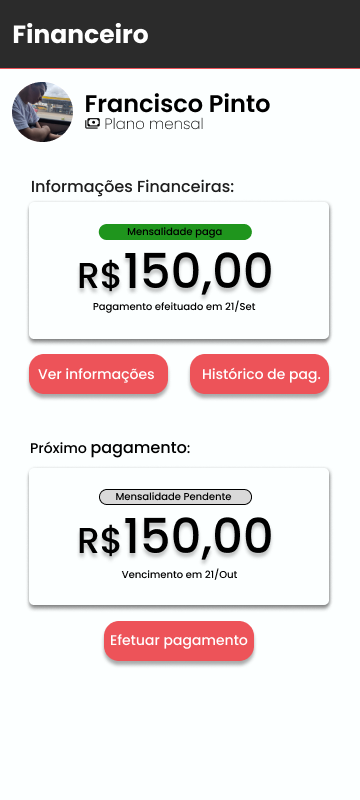 Financeiro
Francisco Pinto
Plano mensal
Informações Financeiras:
Mensalidade paga
R$150,00
Pagamento efeituado em 21/Set
Ver informações
Histórico de pag.
Próximo pagamento:
Mensalidade Pendente
R$150,00
Vencimento em 21/Out
Efetuar pagamento